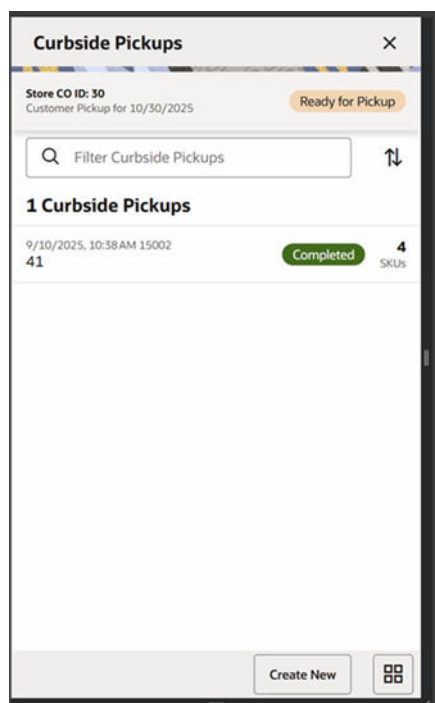 Curbside Pickups
Store CO ID: 30
Customer Pickup for 10/30/2025
Ready for Pickup
Filter Curbside Pickups
1 Curbside Pickups
9/10/2025, 10:38 AM 15002
41
Completed
4
SKUs
Create New